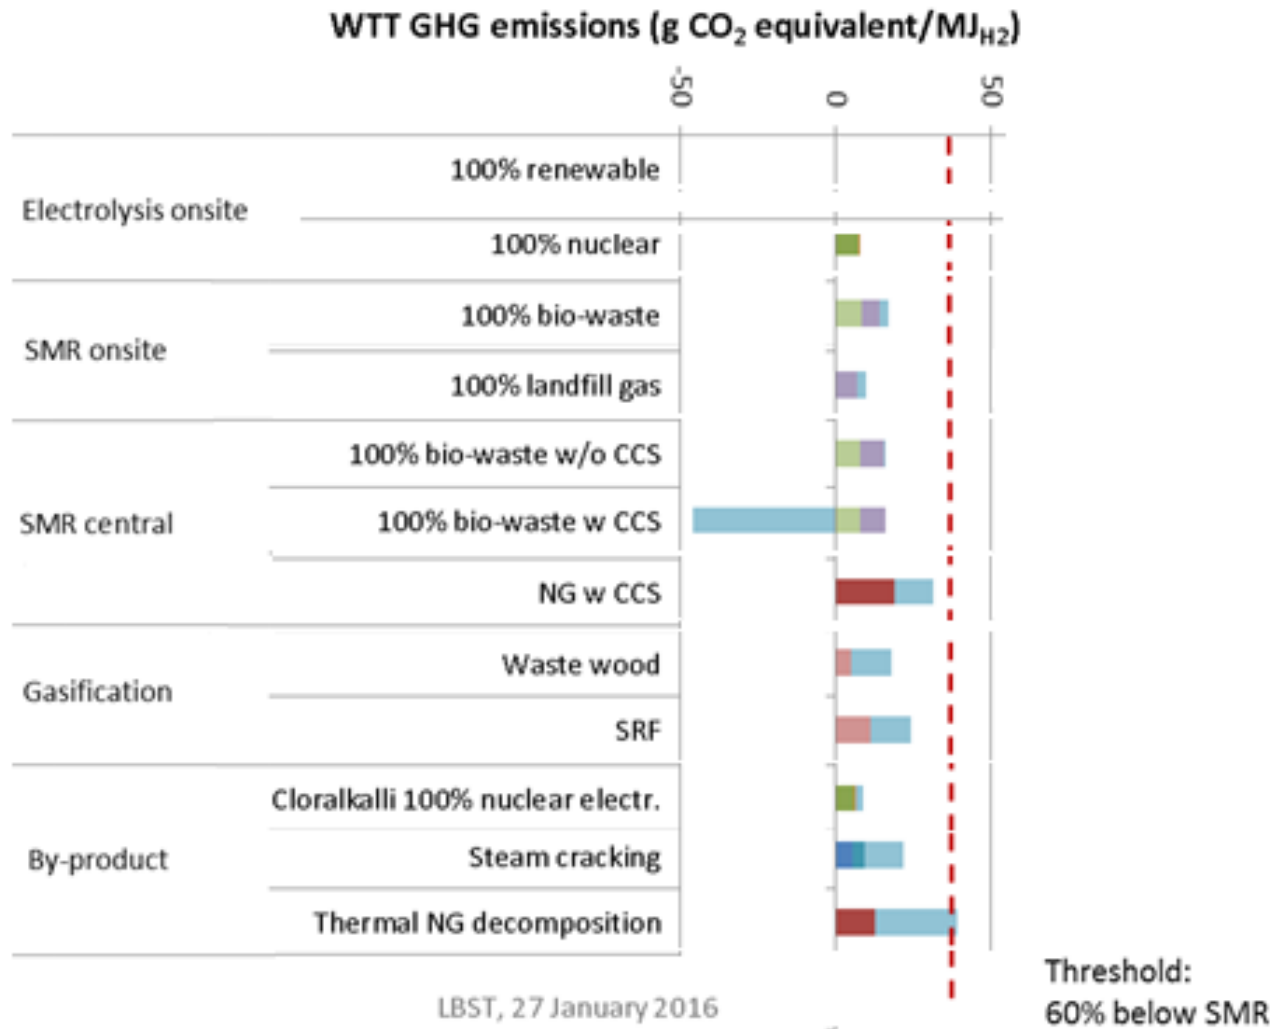 WTT GHG emissions (g CO₂ equivalent/MJ_H2)
-50 0 50
100% renewable
Electrolysis onsite
100% nuclear
100% bio-waste
SMR onsite
100% landfill gas
100% bio-waste w/o CCS
SMR central
100% bio-waste w CCS
NG w CCS
Waste wood
Gasification
SRF
Cloralkalli 100% nuclear electr.
By-product
Steam cracking
Thermal NG decomposition
LBST, 27 January 2016
Threshold:
60% below SMR